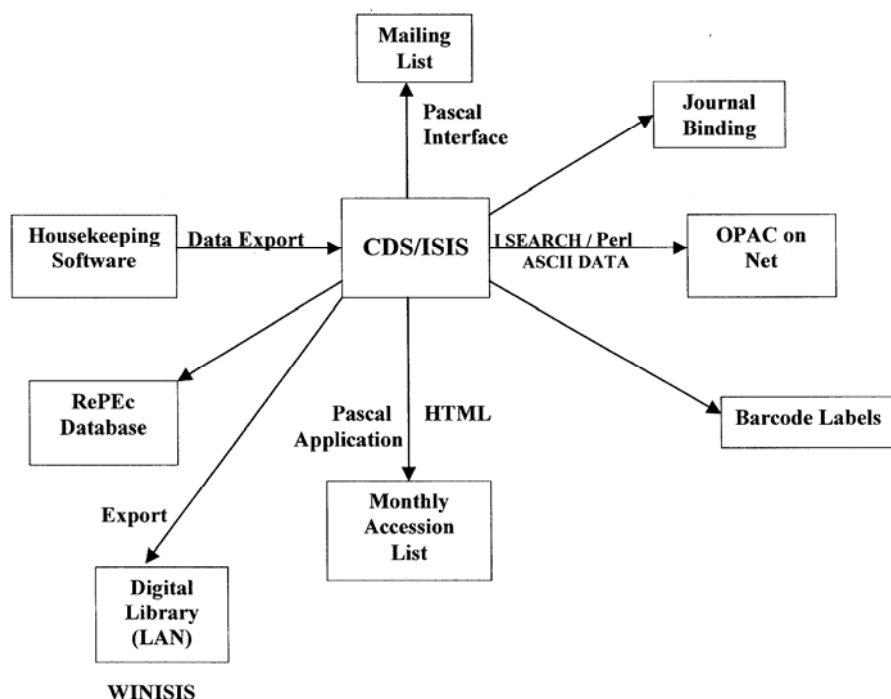 Mailing
List
Pascal
Interface
Journal
Binding
Housekeeping
Software
Data Export
CDS/ISIS
I SEARCH / Perl
ASCII DATA
OPAC on
Net
RePEc
Database
Pascal
Application
HTML
Barcode Labels
Monthly
Accession
List
Export
Digital
Library
(LAN)
WINISIS